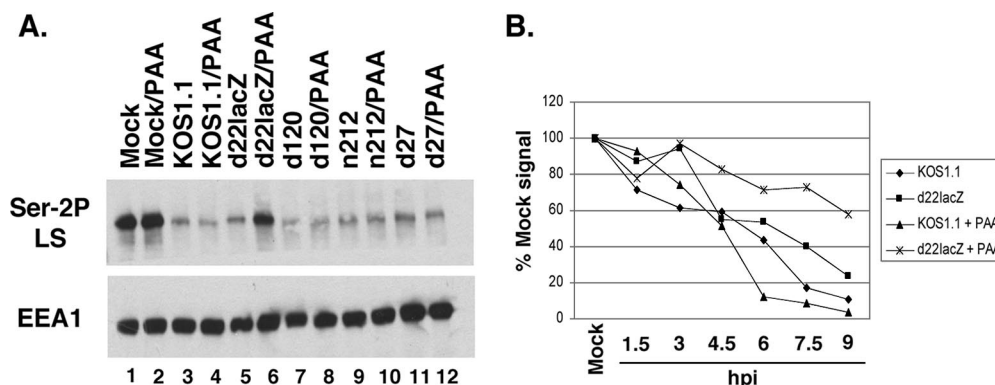 A.
Mock
Mock/PAA
KOS1.1
KOS1.1/PAA
d22lacZ
d22lacZ/PAA
d120
d120/PAA
n212
n212/PAA
d27
d27/PAA
Ser-2P
LS
EEA1
1 2 3 4 5 6 7 8 9 10 11 12
B.
% Mock signal
120
100
80
60
40
20
0
Mock 1.5 3 4.5 6 7.5 9
hpi
KOS1.1
d22lacZ
KOS1.1 + PAA
d22lacZ + PAA